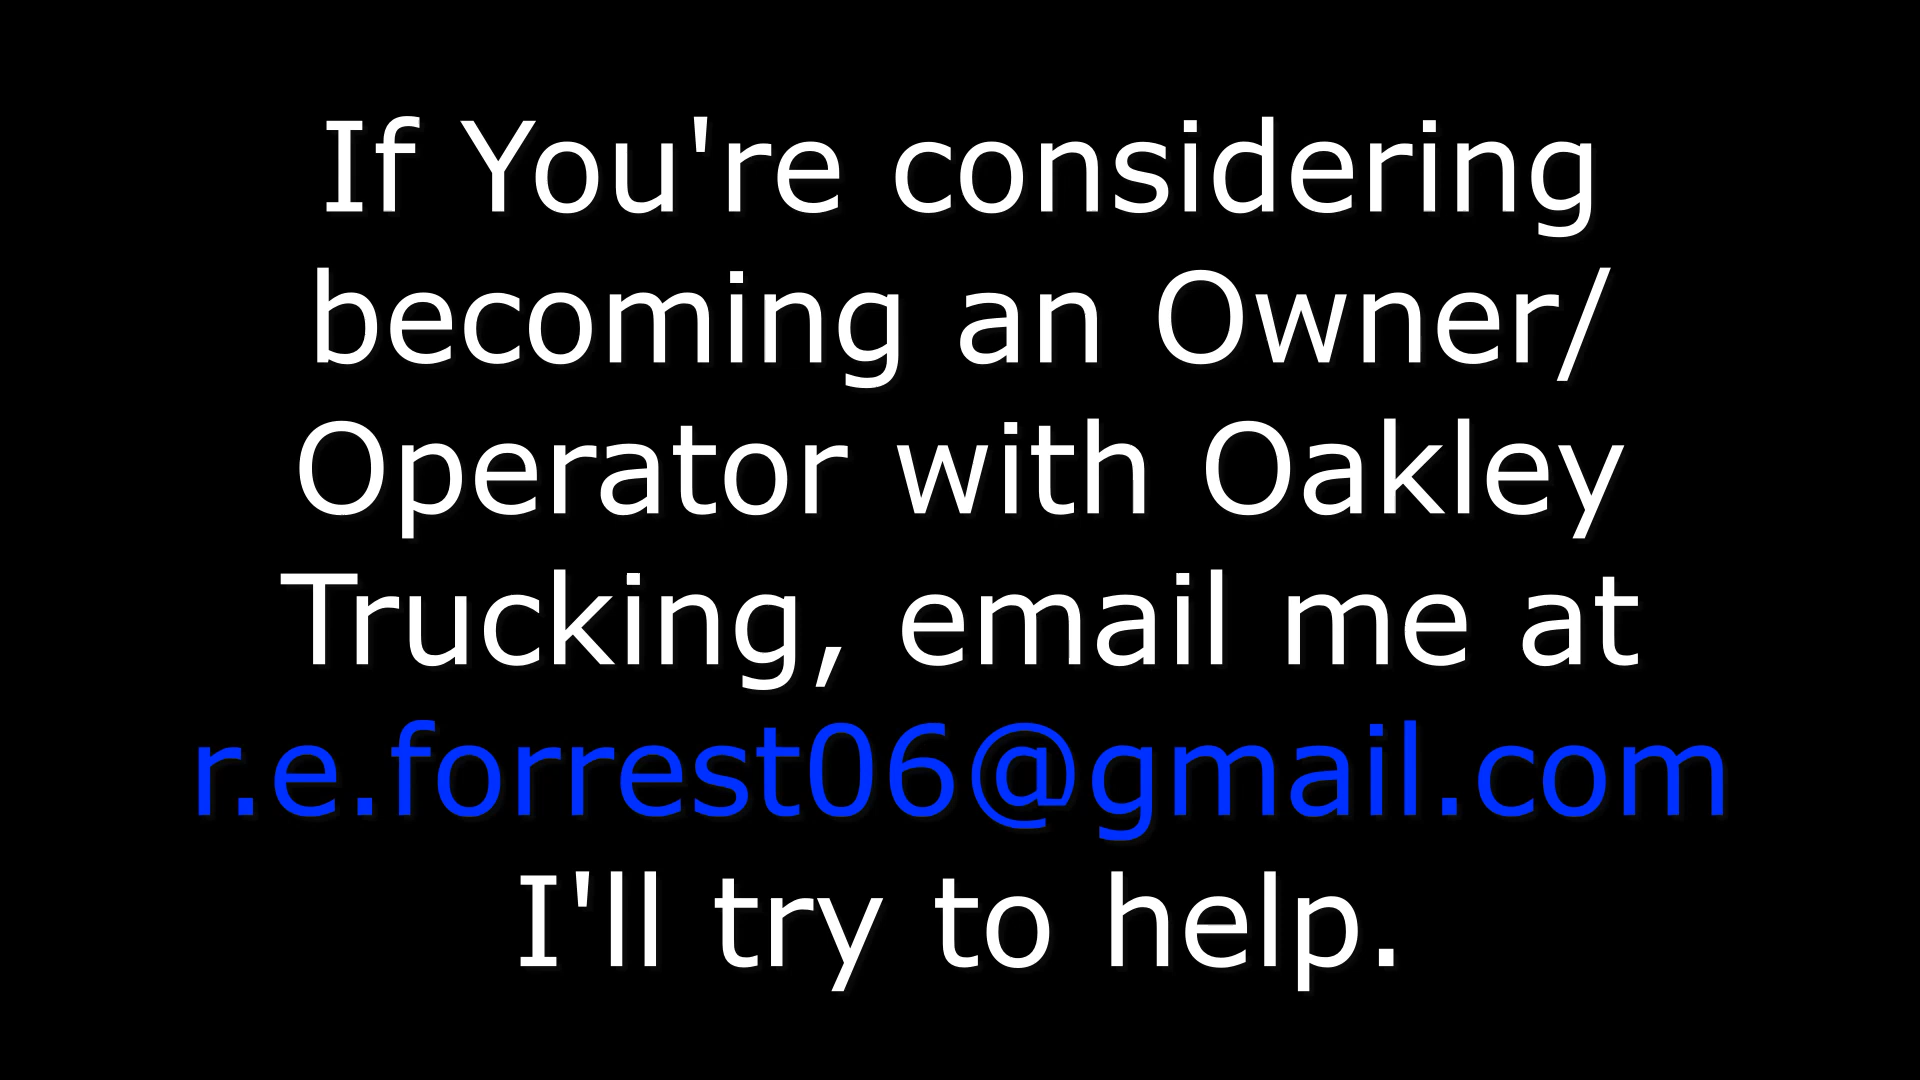 If You're considering
becoming an Owner/
Operator with Oakley
Trucking, email me at
r.e.forrest06@gmail.com
I'll try to help.